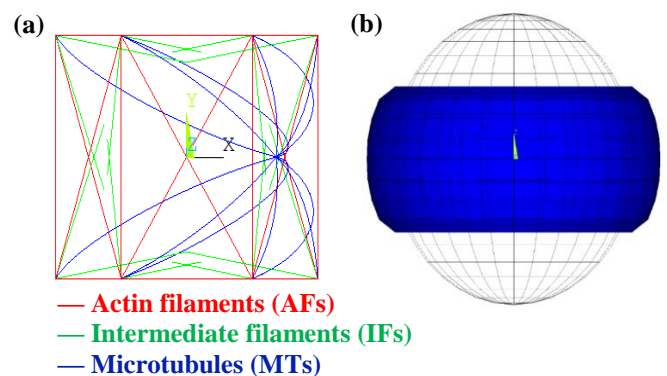 (a)
(b)
Y
Z
X
— Actin filaments (AFs)
— Intermediate filaments (IFs)
— Microtubules (MTs)